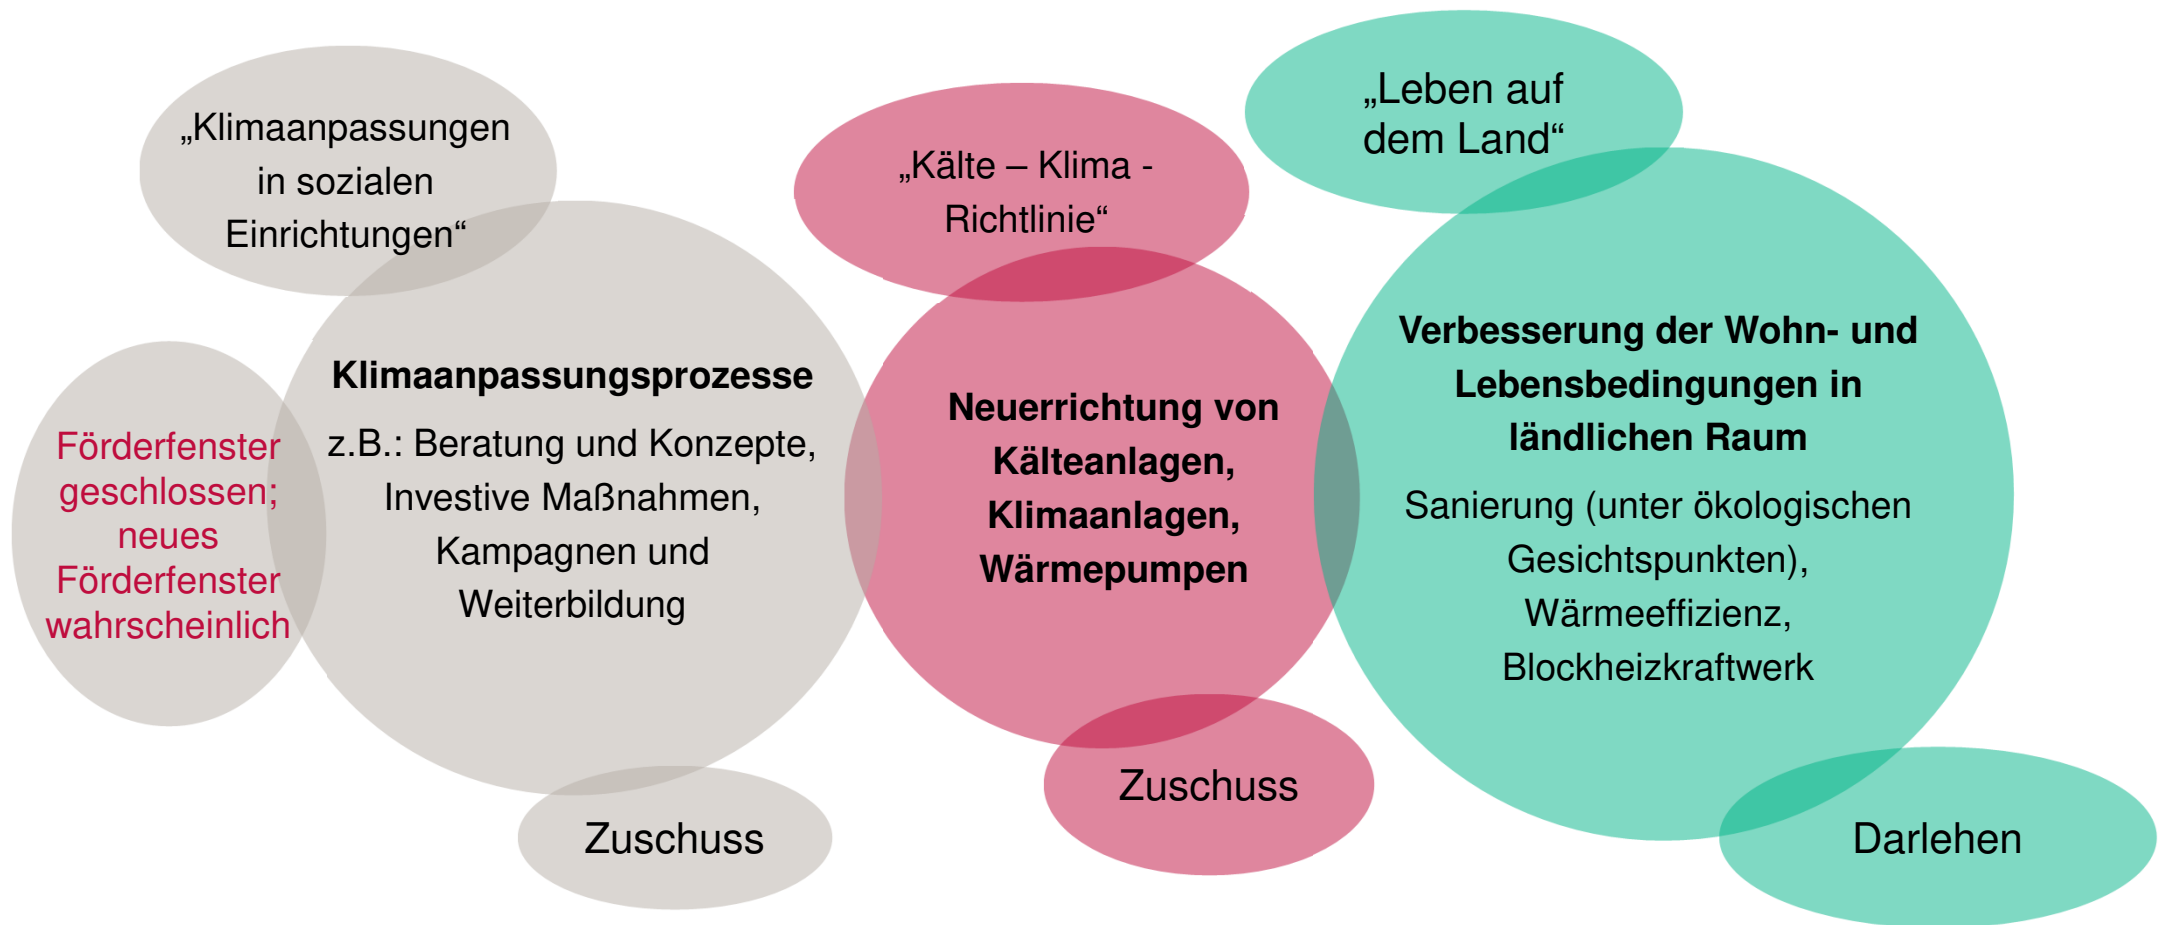 „Klimaanpassungen
in sozialen
Einrichtungen“
Förderfenster
geschlossen;
neues
Förderfenster
wahrscheinlich
Klimaanpassungsprozesse
z.B.: Beratung und Konzepte,
Investive Maßnahmen,
Kampagnen und
Weiterbildung
Zuschuss
„Kälte – Klima -
Richtlinie“
Neuerrichtung von
Kälteanlagen,
Klimaanlagen,
Wärmepumpen
Zuschuss
„Leben auf
dem Land“
Verbesserung der Wohn- und
Lebensbedingungen in
ländlichen Raum
Sanierung (unter ökologischen
Gesichtspunkten),
Wärmeeffizienz,
Blockheizkraftwerk
Darlehen